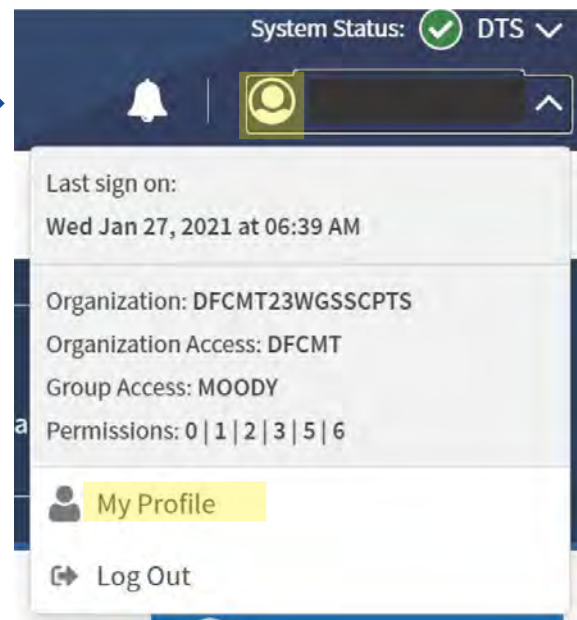 System Status: DTS
Last sign on:
Wed Jan 27, 2021 at 06:39 AM
Organization: DFCMT23WGSSCPTS
Organization Access: DFCMT
Group Access: MOODY
a
Permissions: 0 | 1 | 2 | 3 | 5 | 6
My Profile
Log Out